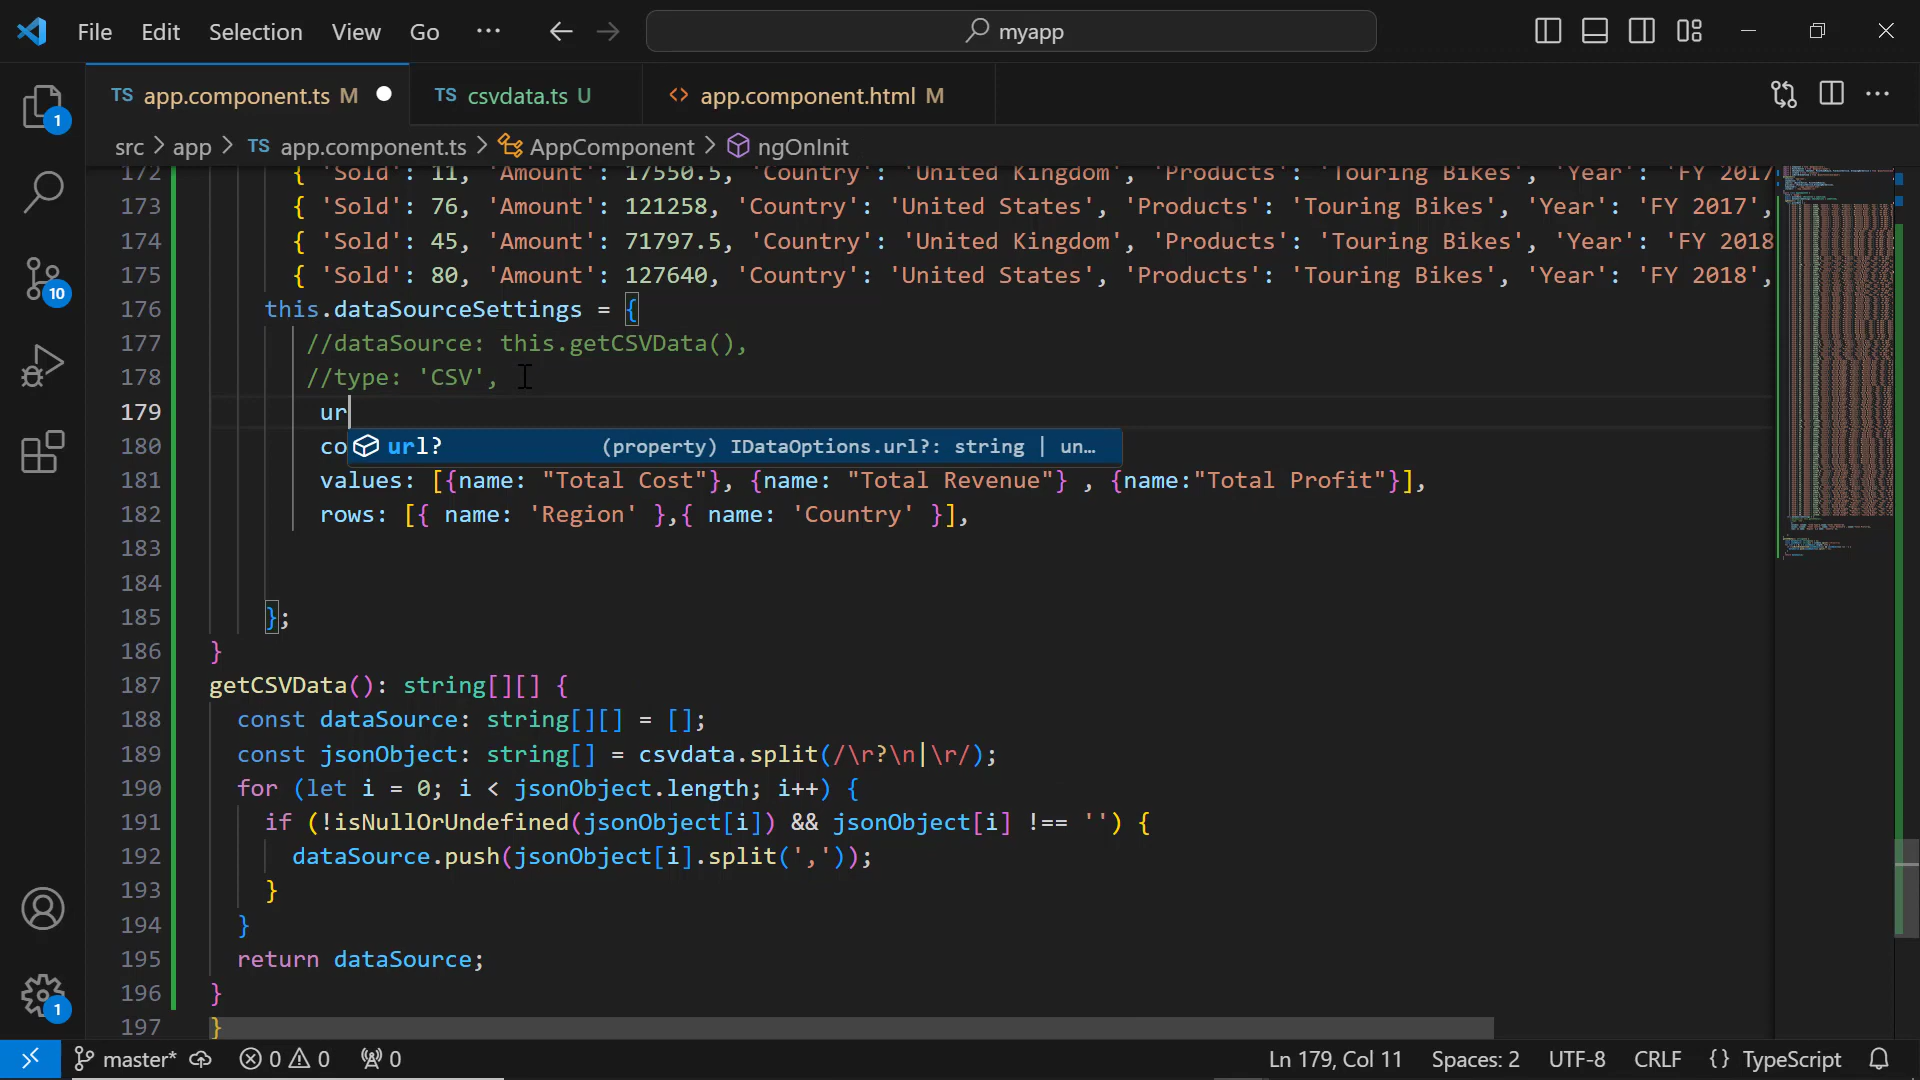 File Edit Selection View Go ··· myapp
TS app.component.ts M TS csvdata.ts U <> app.component.html M
src > app > TS app.component.ts > AppComponent > ngOnInit
172 { 'Sold': 11, 'Amount': 17550.5, 'Country': 'United Kingdom', 'Products': 'Touring Bikes', 'Year': 'FY 2017
173 { 'Sold': 76, 'Amount': 121258, 'Country': 'United States', 'Products': 'Touring Bikes', 'Year': 'FY 2017',
174 { 'Sold': 45, 'Amount': 71797.5, 'Country': 'United Kingdom', 'Products': 'Touring Bikes', 'Year': 'FY 2018
175 { 'Sold': 80, 'Amount': 127640, 'Country': 'United States', 'Products': 'Touring Bikes', 'Year': 'FY 2018',
176 this.dataSourceSettings = {
177 //dataSource: this.getCSVData(),
178 //type: 'CSV',
179 ur
180 co url? (property) IDataOptions.url?: string | un…
181 values: [{name: "Total Cost"}, {name: "Total Revenue"} , {name:"Total Profit"}],
182 rows: [{ name: 'Region' },{ name: 'Country' }],
183
184
185 };
186 }
187 getCSVData(): string[][] {
188 const dataSource: string[][] = [];
189 const jsonObject: string[] = csvdata.split(/\r?\n|\r/);
190 for (let i = 0; i < jsonObject.length; i++) {
191 if (!isNullOrUndefined(jsonObject[i]) && jsonObject[i] !== '') {
192 dataSource.push(jsonObject[i].split(','));
193 }
194 }
195 return dataSource;
196 }
197 }
1
10
1
master* 0 0 0 Ln 179, Col 11 Spaces: 2 UTF-8 CRLF {} TypeScript